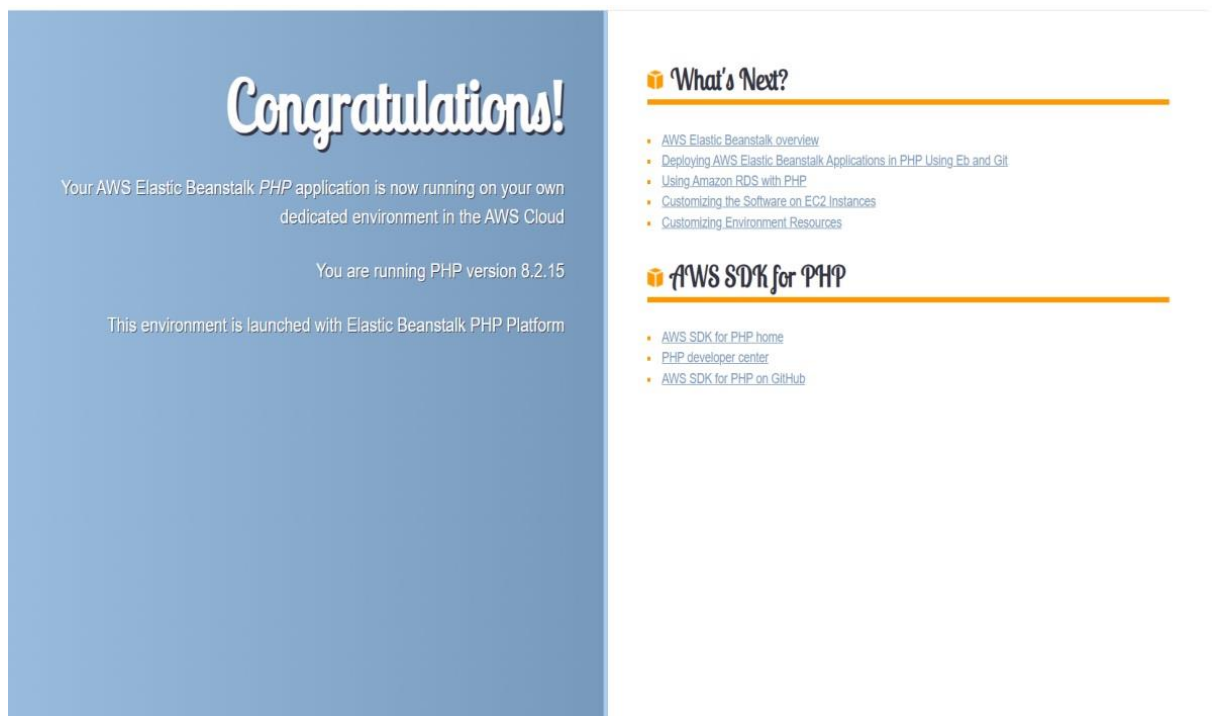 Congratulations!
Your AWS Elastic Beanstalk PHP application is now running on your own
dedicated environment in the AWS Cloud
You are running PHP version 8.2.15
This environment is launched with Elastic Beanstalk PHP Platform
What's Next?
AWS Elastic Beanstalk overview
Deploying AWS Elastic Beanstalk Applications in PHP Using Eb and Git
Using Amazon RDS with PHP
Customizing the Software on EC2 Instances
Customizing Environment Resources
AWS SDK for PHP
AWS SDK for PHP home
PHP developer center
AWS SDK for PHP on GitHub